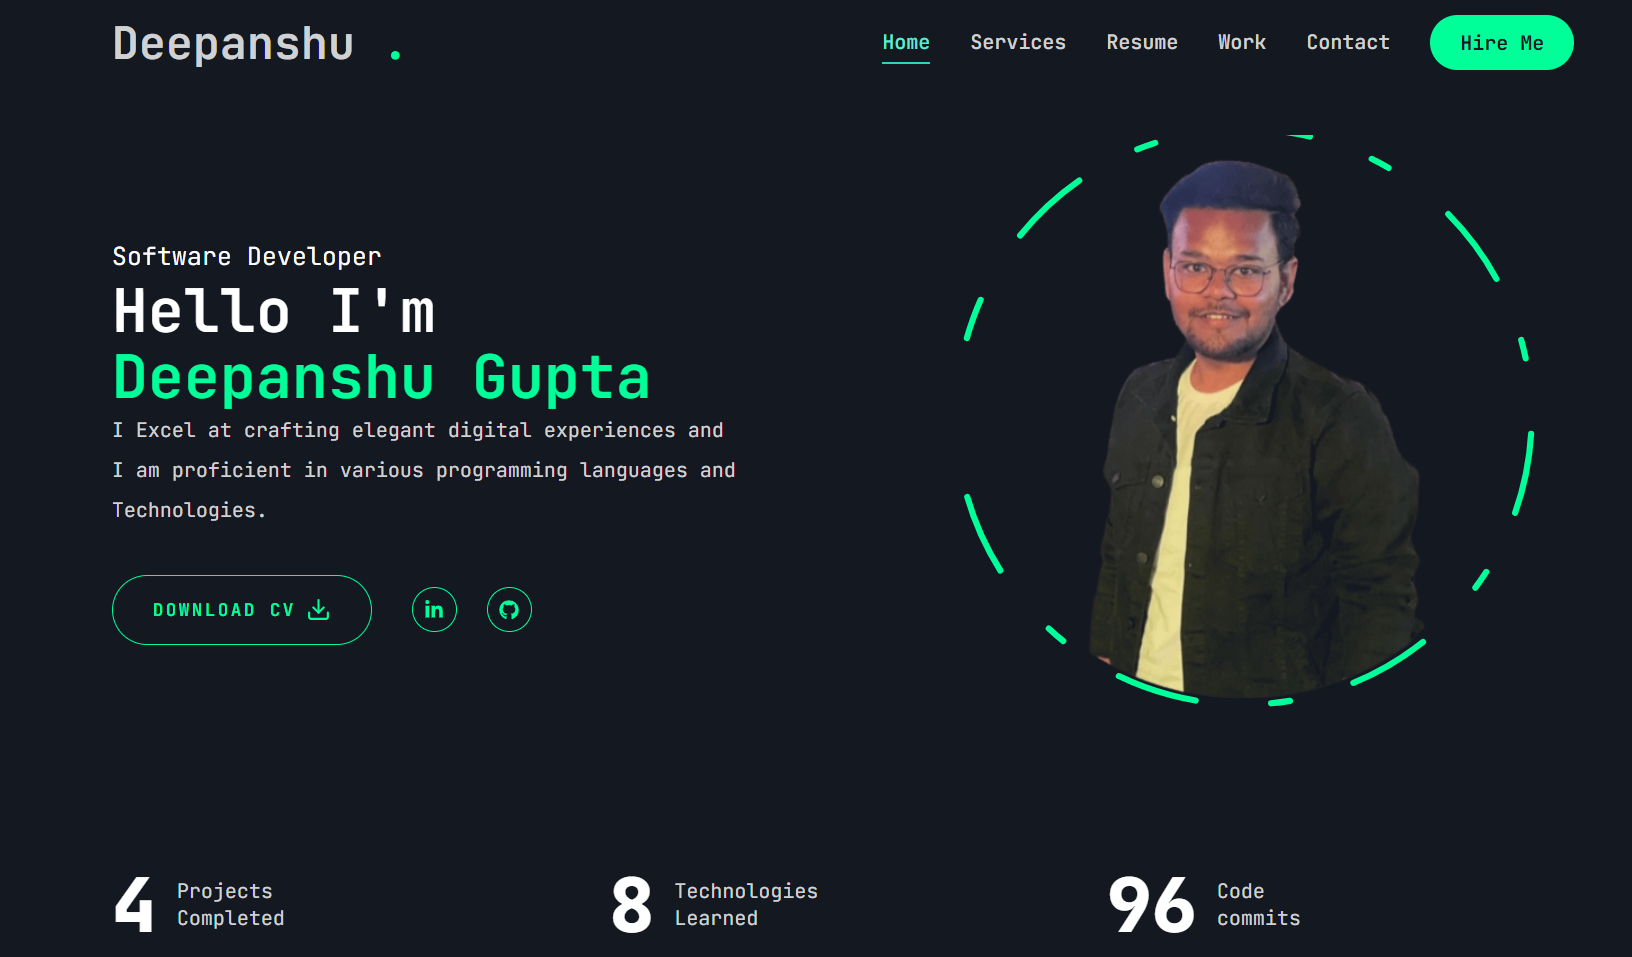 Deepanshu .
Home Services Resume Work Contact Hire Me
Software Developer
Hello I'm
Deepanshu Gupta
I Excel at crafting elegant digital experiences and
I am proficient in various programming languages and
Technologies.
DOWNLOAD CV
in
4 Projects
Completed
8 Technologies
Learned
96 Code
commits